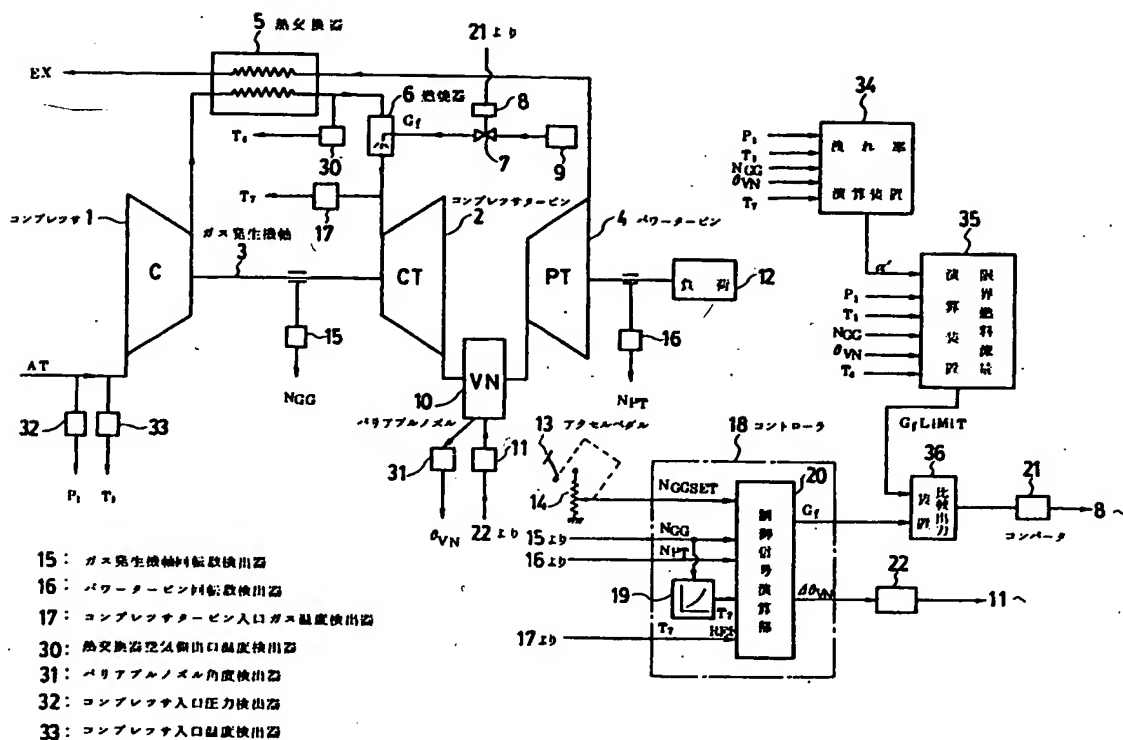 5 熱交換器
21 より
EX
6 燃焼器
Gf
8
7
9
T4
30
34
P1
T1
NGG
θVN
T7
流れ率
演算装置
T7
17
コンプレッサ 1
コンプレッサタービン
2
4 パワータービン
ガス発生機軸
3
C
CT
PT
負荷
12
α
35
限界燃料流量
演算装置
P1
T1
NGG
θVN
T4
15
NGG
16
NPT
AT
32
33
P1
T1
VN
10
バリアブルノズル
31
11
θVN
22 より
13
アクセルペダル
14
18 コントローラ
20
GfLIMIT
36
比較出力
装置
21
コンバータ
8 へ
NGGSET
15 より
NGG
16 より
NPT
19
T7
REF
17 より
T7
制御信号演算部
Gf
ΔθVN
22
11 へ
15: ガス発生機軸回転数検出器
16: パワータービン回転数検出器
17: コンプレッサタービン入口ガス温度検出器
30: 熱交換器空気側出口温度検出器
31: バリアブルノズル角度検出器
32: コンプレッサ入口圧力検出器
33: コンプレッサ入口温度検出器